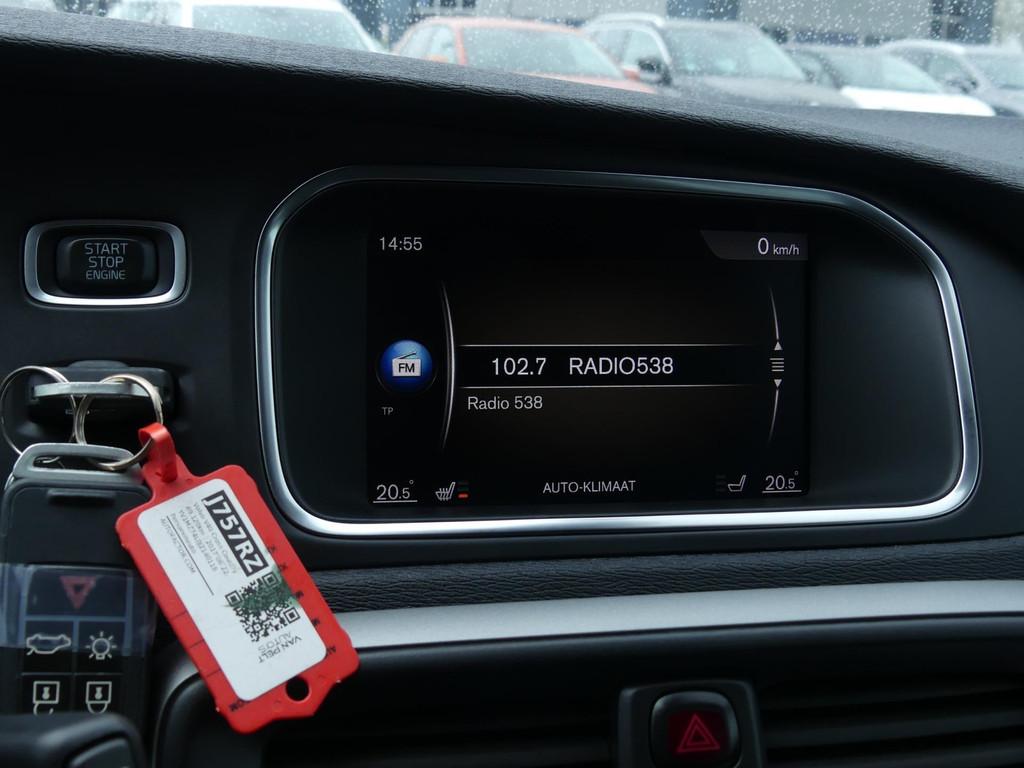 14:55
0 km/h
START
STOP
ENGINE
FM
102.7 RADIO538
TP
Radio 538
20.5°
AUTO-KLIMAAT
20.5°
J757RZ
VAN PELT
AUTO'S